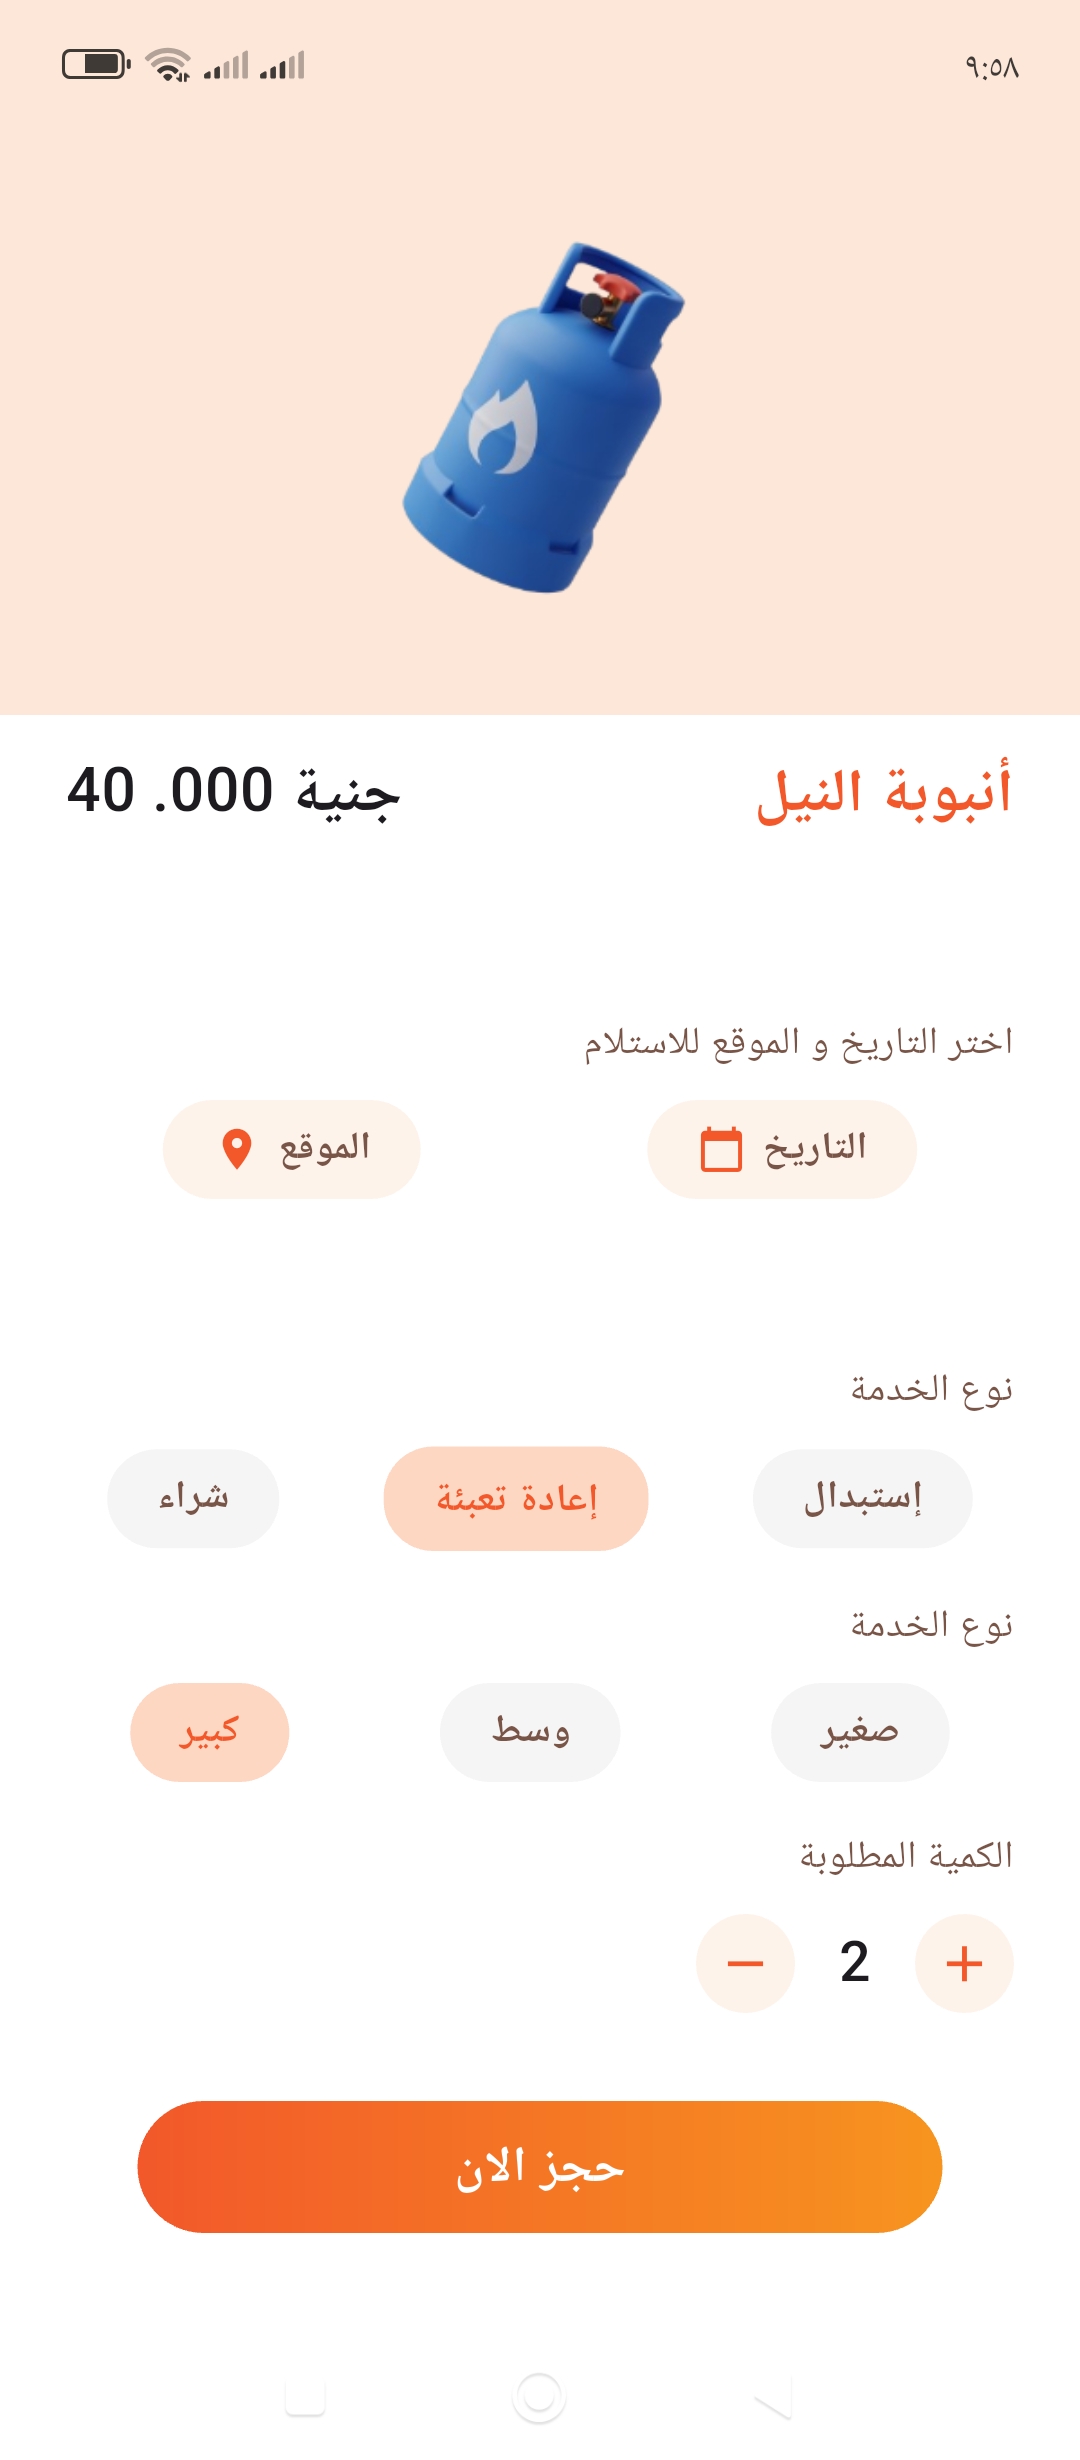 ٩:٥٨
أنبوبة النيل
40 .000 جنية
اختر التاريخ و الموقع للاستلام
التاريخ
الموقع
نوع الخدمة
إستبدال
إعادة تعبئة
شراء
نوع الخدمة
صغير
وسط
كبير
الكمية المطلوبة
+ 2 −
حجز الان